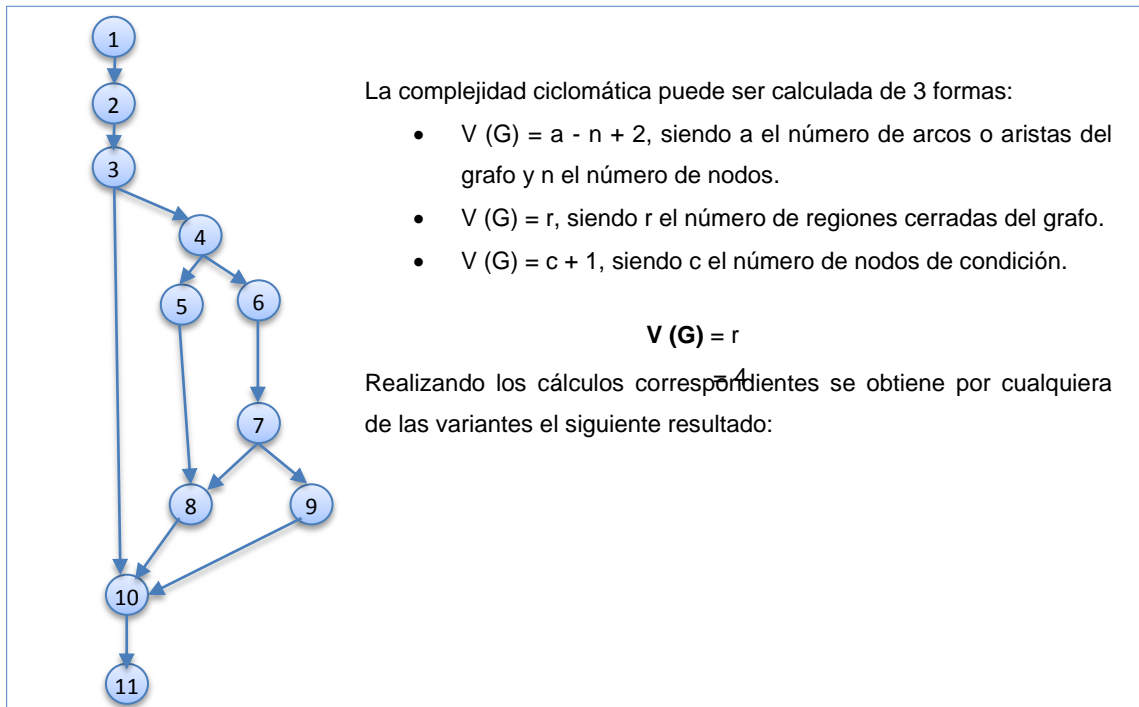 1
2
3
4
5
6
7
8
9
10
11
La complejidad ciclomática puede ser calculada de 3 formas:
• V (G) = a - n + 2, siendo a el número de arcos o aristas del
grafo y n el número de nodos.
• V (G) = r, siendo r el número de regiones cerradas del grafo.
• V (G) = c + 1, siendo c el número de nodos de condición.
V (G) = r
= 4
Realizando los cálculos correspondientes se obtiene por cualquiera
de las variantes el siguiente resultado: